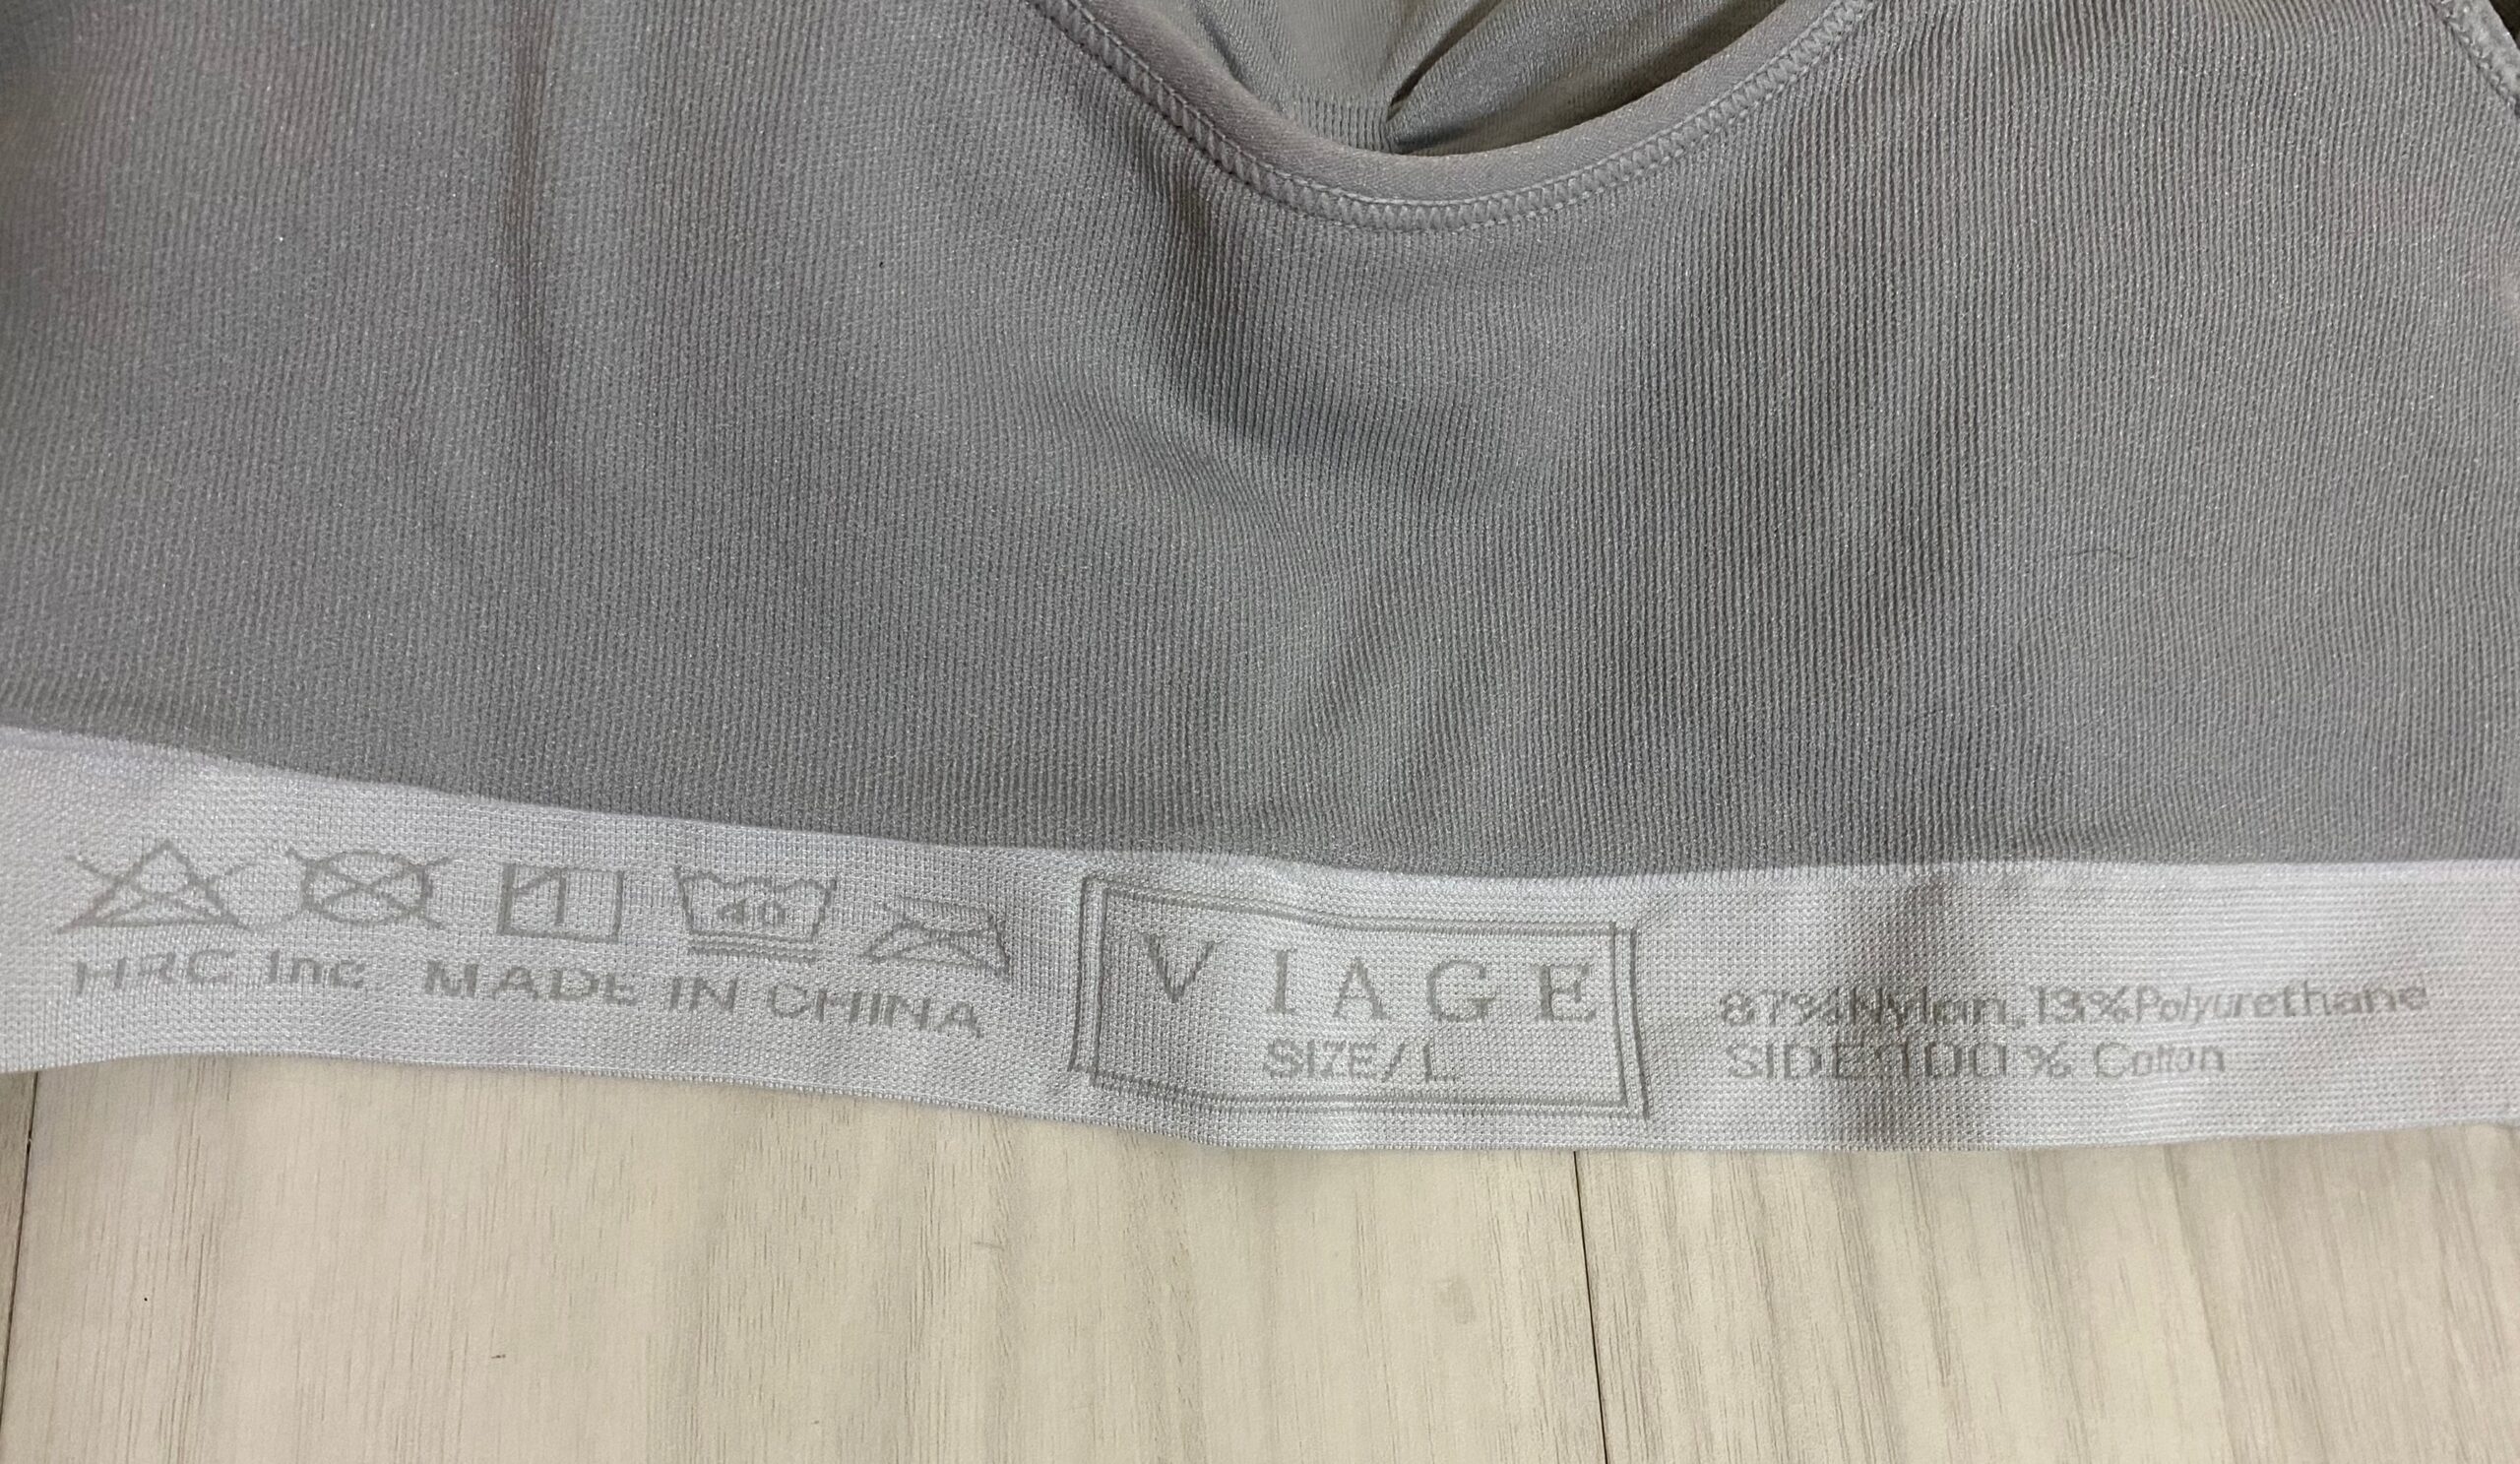 40
HRC Inc MADE IN CHINA
VIAGE
SIZE/L
87%Nylon,13%Polyurethane
SIDE:100% Cotton